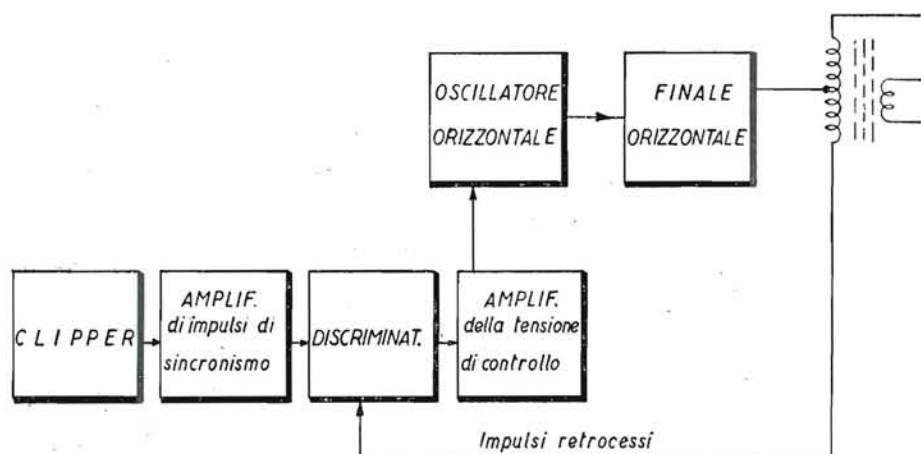 OSCILLATORE
ORIZZONTALE
FINALE
ORIZZONTALE
CLIPPER
AMPLIF.
di impulsi di
sincronismo
DISCRIMINAT.
AMPLIF.
della tensione
di controllo
Impulsi retrocessi